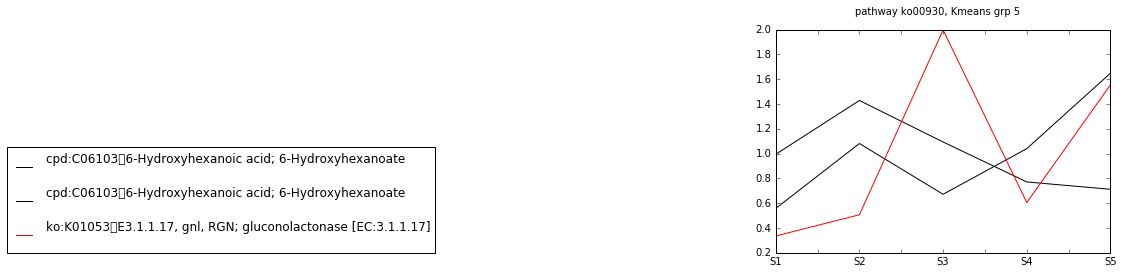 pathway ko00930, Kmeans grp 5
2.0
1.8
1.6
1.4
1.2
1.0
0.8
0.6
0.4
0.2
S1 S2 S3 S4 S5
cpd:C06103▯6-Hydroxyhexanoic acid; 6-Hydroxyhexanoate
cpd:C06103▯6-Hydroxyhexanoic acid; 6-Hydroxyhexanoate
ko:K01053▯E3.1.1.17, gnl, RGN; gluconolactonase [EC:3.1.1.17]